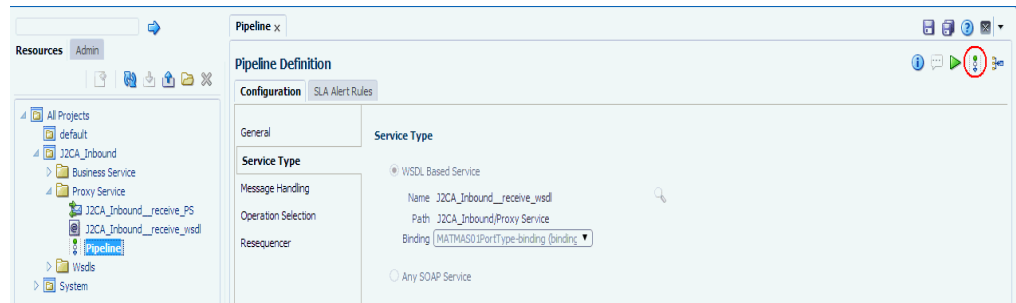 Pipeline x
Resources Admin
Pipeline Definition
Configuration SLA Alert Rules
All Projects
default
J2CA_Inbound
Business Service
Proxy Service
J2CA_Inbound__receive_PS
J2CA_Inbound__receive_wsdl
Pipeline
Wsdls
System
General
Service Type
Message Handling
Operation Selection
Resequencer
Service Type
WSDL Based Service
Name J2CA_Inbound__receive_wsdl
Path J2CA_Inbound/Proxy Service
Binding MATMAS01PortType-binding (binding
Any SOAP Service